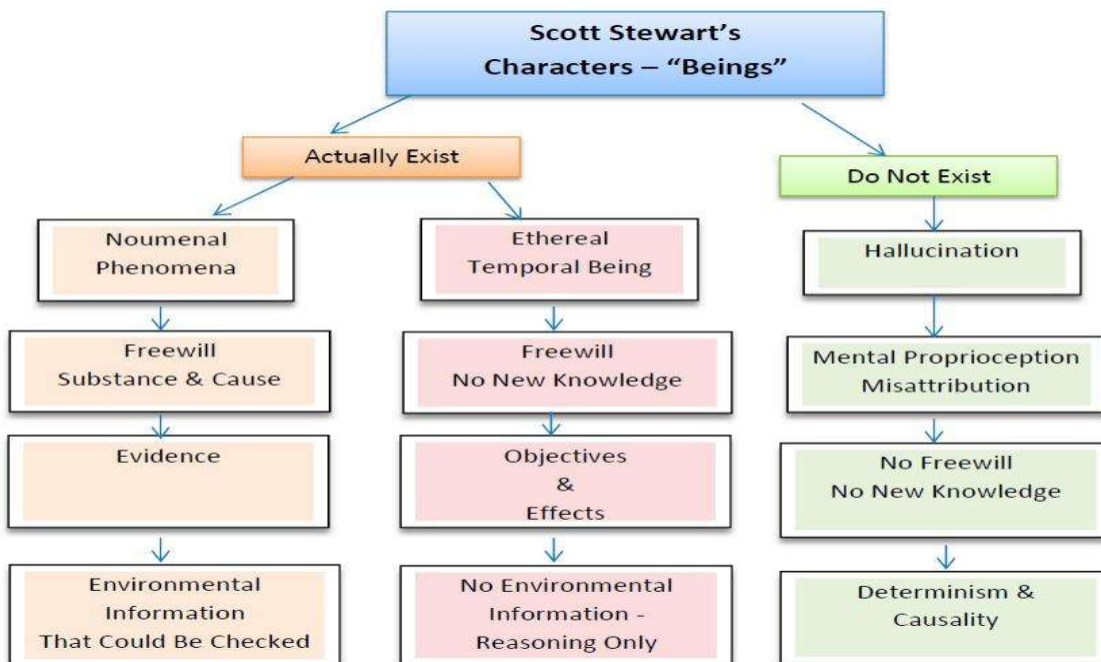 Scott Stewart’s
Characters – “Beings”
Actually Exist
Do Not Exist
Noumenal
Phenomena
Ethereal
Temporal Being
Hallucination
Freewill
Substance & Cause
Freewill
No New Knowledge
Mental Proprioception
Misattribution
Evidence
Objectives
&
Effects
No Freewill
No New Knowledge
Environmental
Information
That Could Be Checked
No Environmental
Information -
Reasoning Only
Determinism &
Causality